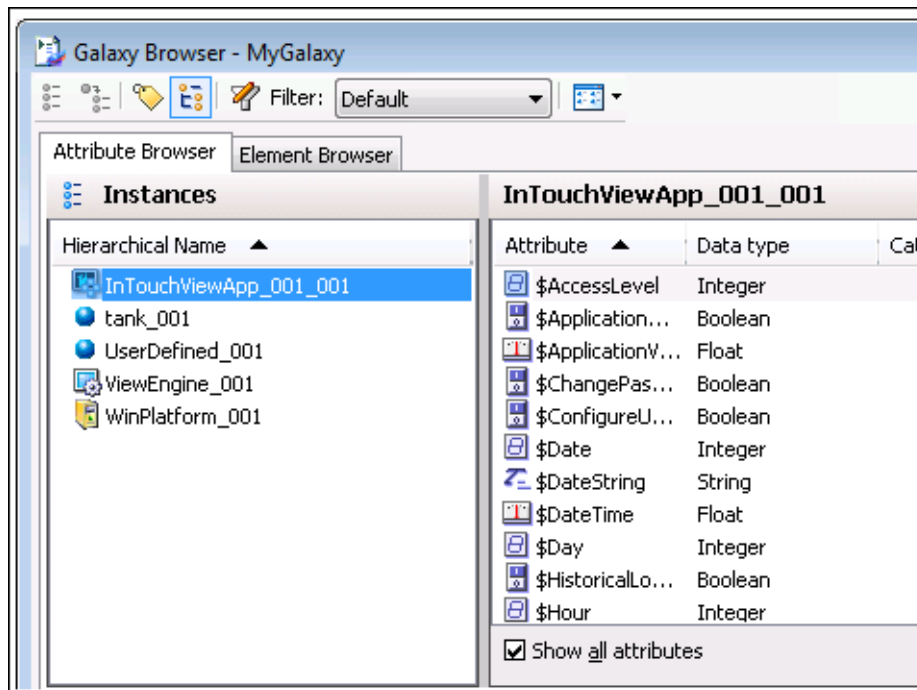 Galaxy Browser - MyGalaxy
Filter: Default
Attribute Browser Element Browser
Instances
Hierarchical Name
InTouchViewApp_001_001
tank_001
UserDefined_001
ViewEngine_001
WinPlatform_001
InTouchViewApp_001_001
Attribute Data type Cat
$AccessLevel Integer
$Application... Boolean
$ApplicationV... Float
$ChangePas... Boolean
$ConfigureU... Boolean
$Date Integer
$DateString String
$DateTime Float
$Day Integer
$HistoricalLo... Boolean
$Hour Integer
Show all attributes